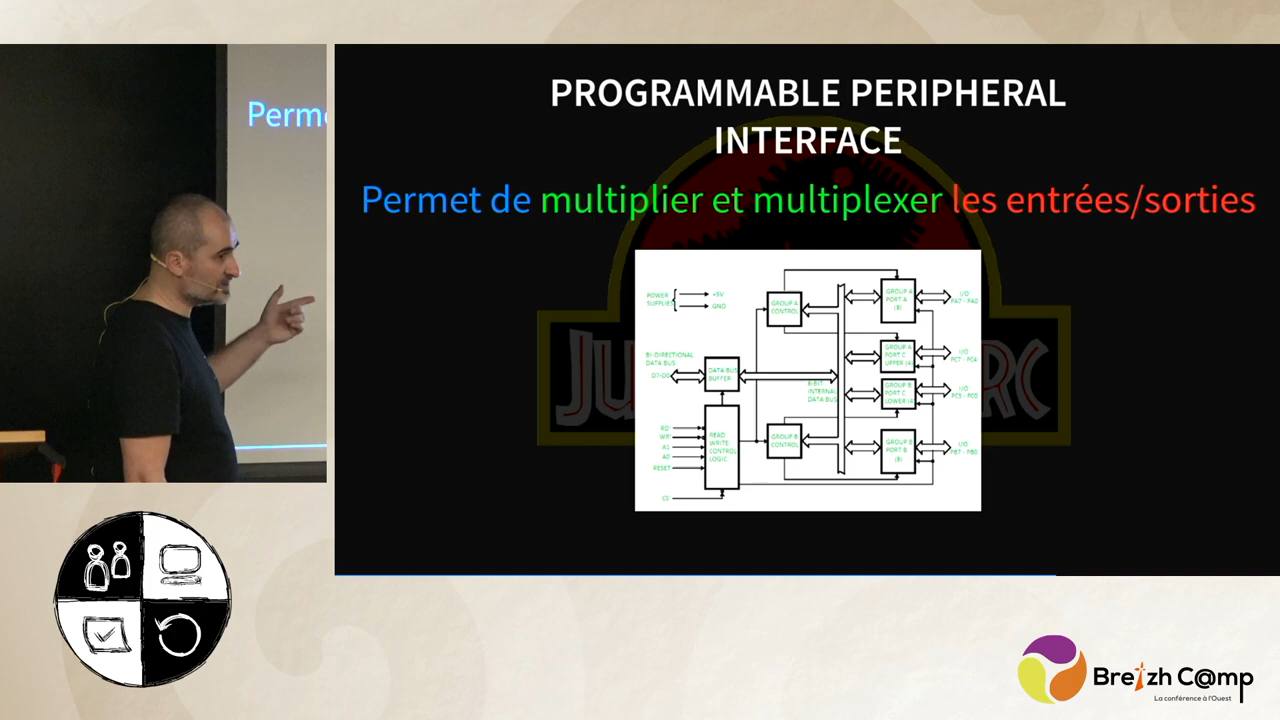 Perme
PROGRAMMABLE PERIPHERAL
INTERFACE
Permet de multiplier et multiplexer les entrées/sorties
POWER
SUPPLIES
+5V
GND
BI-DIRECTIONAL
DATA BUS
D7-D0
DATA BUS
BUFFER
RD
WR
A1
A0
RESET
CS
READ
WRITE
CONTROL
LOGIC
GROUP A
CONTROL
GROUP B
CONTROL
8-BIT
INTERNAL
DATA BUS
GROUP A
PORT A
(8)
GROUP A
PORT C
UPPER (4)
GROUP B
PORT C
LOWER (4)
GROUP B
PORT B
(8)
I/O
PA7 - PA0
I/O
PC7 - PC4
I/O
PC3 - PC0
I/O
PB7 - PB0
Breizh C@mp
La conférence à l'Ouest